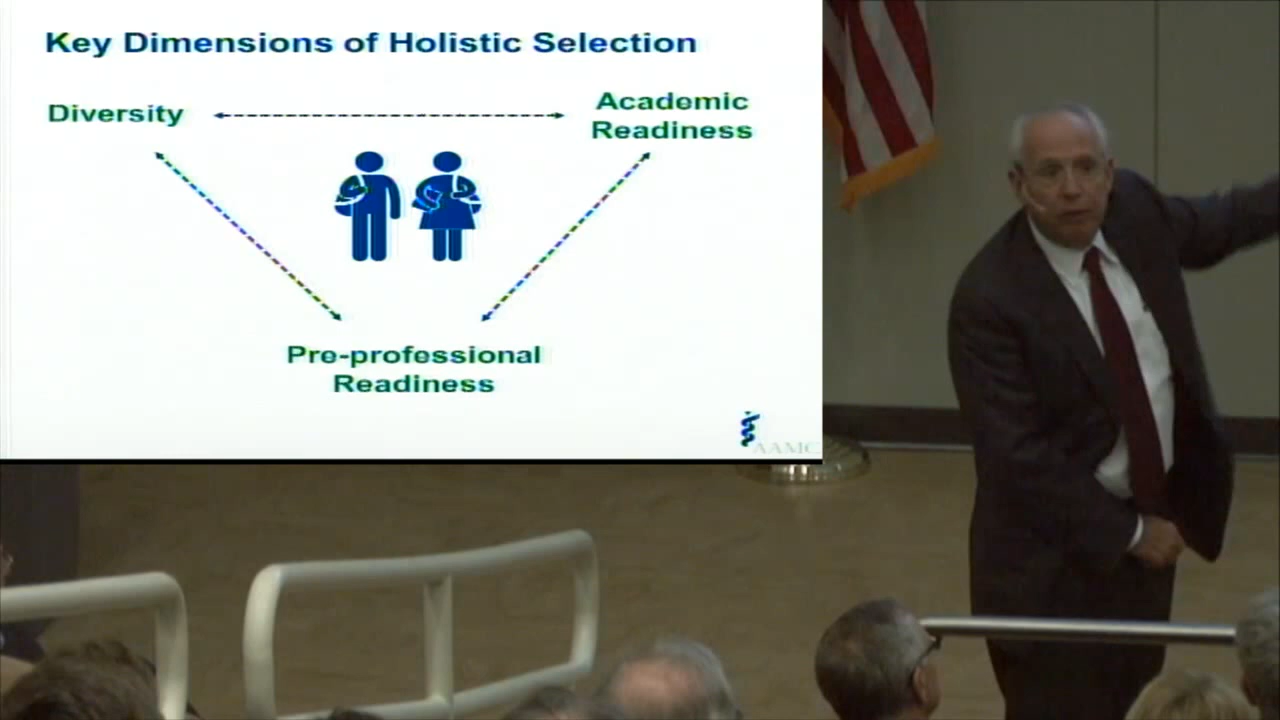 Key Dimensions of Holistic Selection
Diversity
Academic
Readiness
Pre-professional
Readiness
AAMC